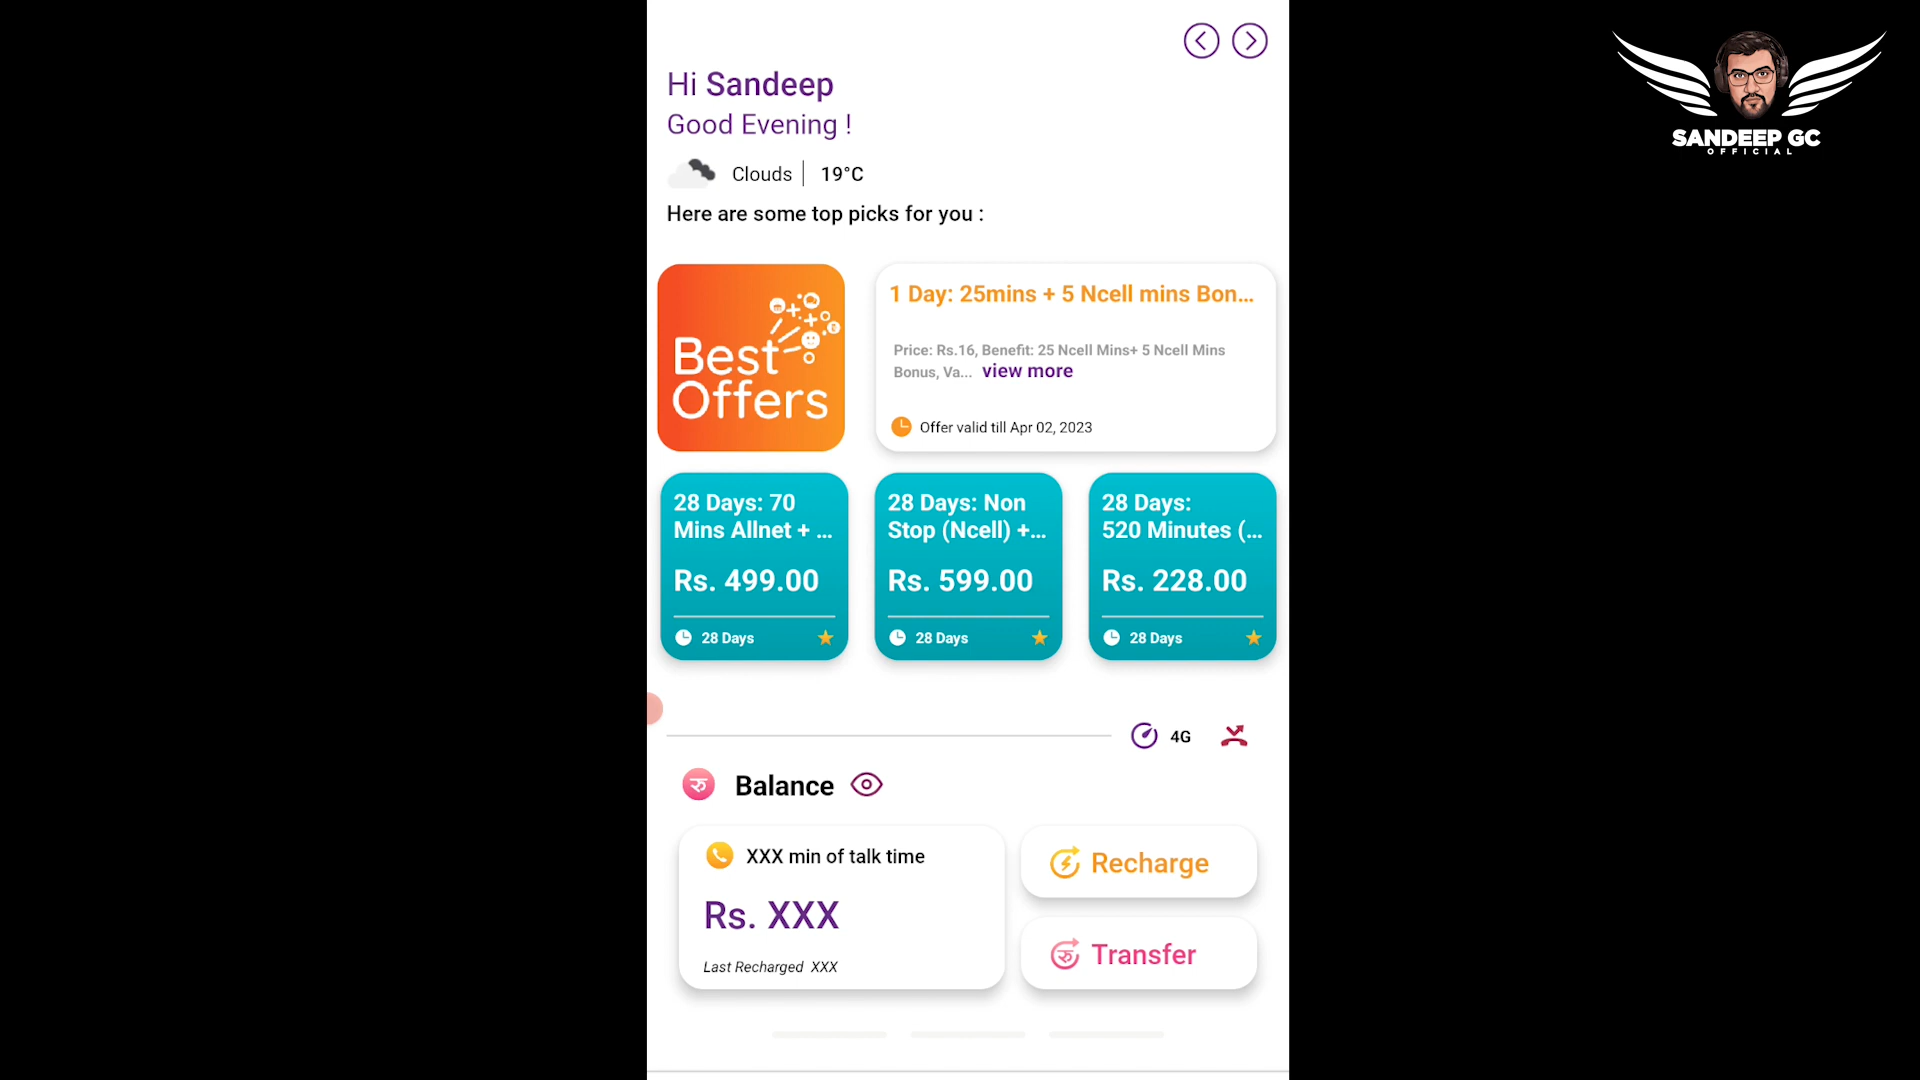 SANDEEP GC
OFFICIAL
Hi Sandeep
Good Evening !
Clouds
19°C
Here are some top picks for you :
Best
Offers
1 Day: 25mins + 5 Ncell mins Bon...
Price: Rs.16, Benefit: 25 Ncell Mins+ 5 Ncell Mins
Bonus, Va... view more
Offer valid till Apr 02, 2023
28 Days: 70
Mins Allnet + ...
Rs. 499.00
28 Days
28 Days: Non
Stop (Ncell) +...
Rs. 599.00
28 Days
28 Days:
520 Minutes (...
Rs. 228.00
28 Days
4G
रु
Balance
XXX min of talk time
Rs. XXX
Last Recharged XXX
Recharge
रु
Transfer